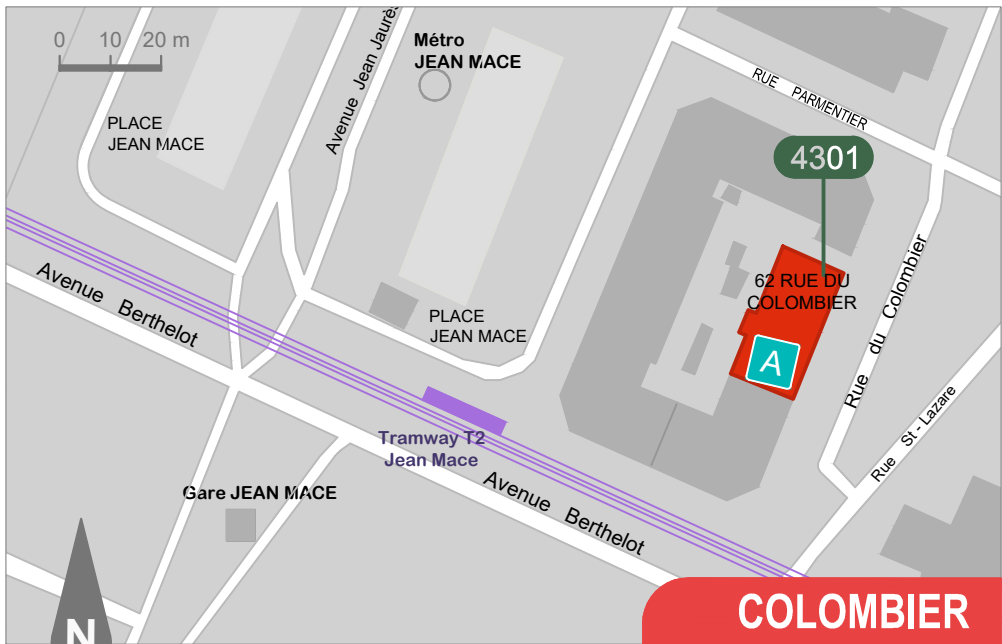 0 10 20 m
Métro
JEAN MACE
Avenue Jean Jaurès
RUE PARMENTIER
PLACE
JEAN MACE
4301
Avenue Berthelot
62 RUE DU
COLOMBIER
PLACE
JEAN MACE
A
Rue du Colombier
Rue St - Lazare
Tramway T2
Jean Mace
Gare JEAN MACE
Avenue Berthelot
COLOMBIER
N